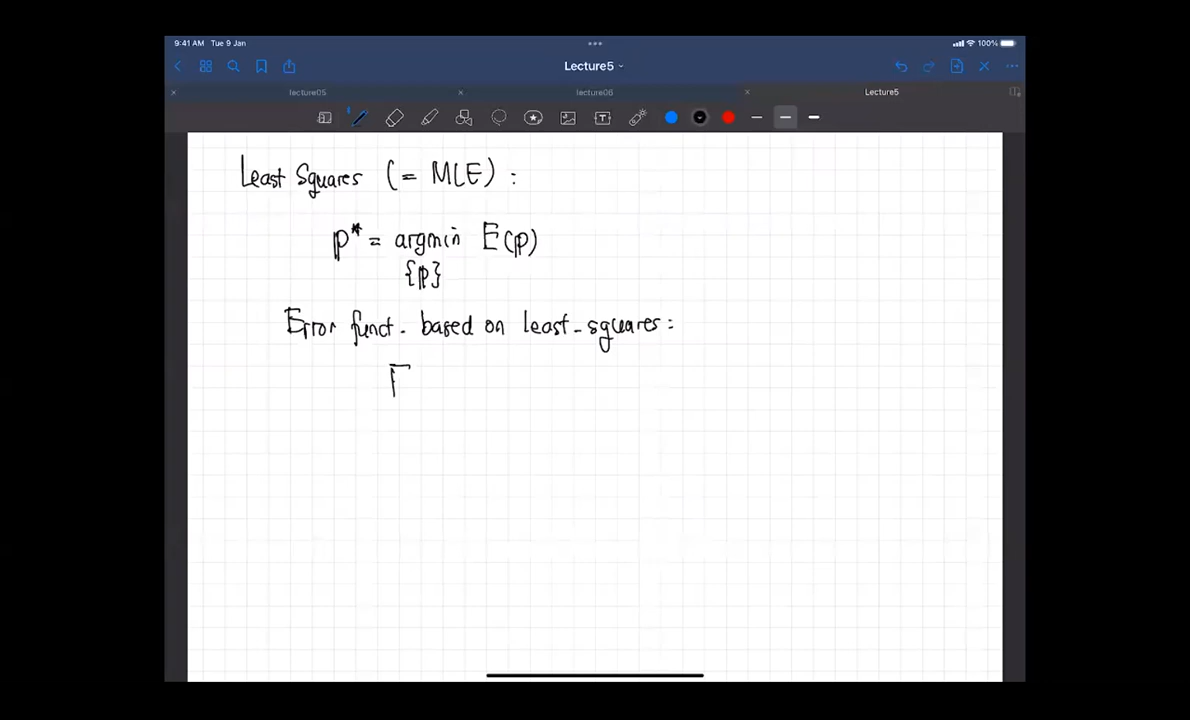 9:41 AM Tue 9 Jan
100%
Lecture5
lecture05
lecture06
Lecture5
Least Squares (= MLE) :
p* = argmin E(p)
{p}
Error funct. based on least-squares :